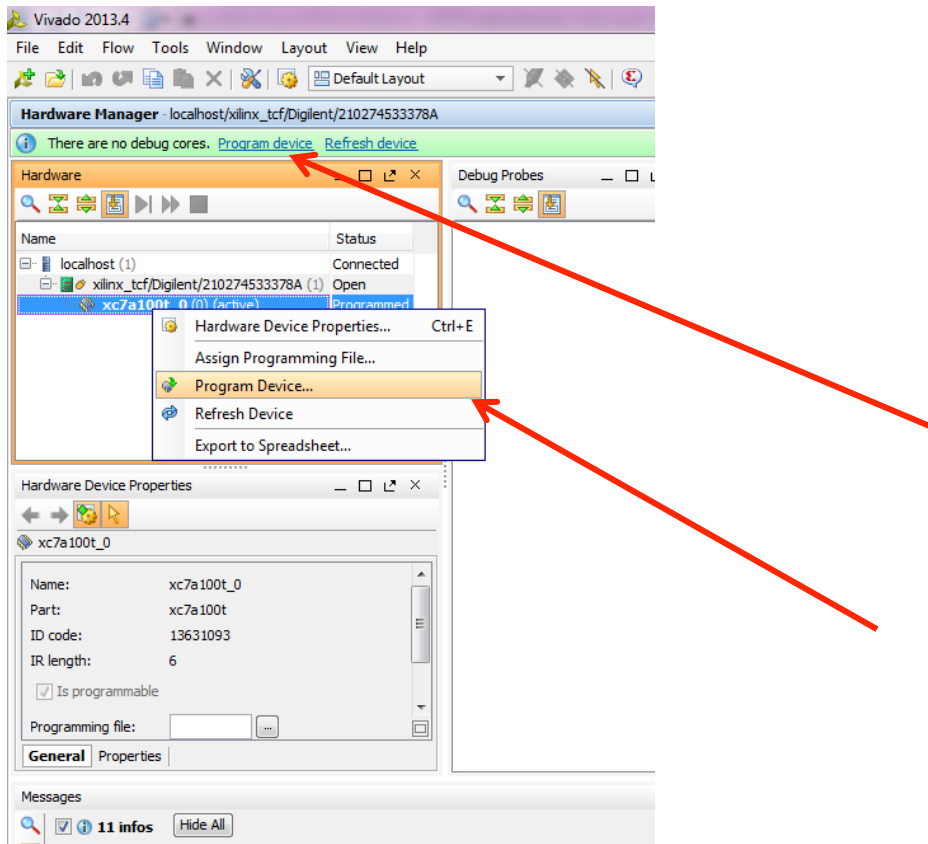 Vivado 2013.4
File Edit Flow Tools Window Layout View Help
Default Layout
Hardware Manager - localhost/xilinx_tcf/Digilent/210274533378A
There are no debug cores. Program device Refresh device
Hardware
Debug Probes
Name Status
localhost (1) Connected
xilinx_tcf/Digilent/210274533378A (1) Open
xc7a100t_0 (0) (active) Programmed
Hardware Device Properties... Ctrl+E
Assign Programming File...
Program Device...
Refresh Device
Export to Spreadsheet...
Hardware Device Properties
xc7a100t_0
Name: xc7a100t_0
Part: xc7a100t
ID code: 13631093
IR length: 6
Is programmable
Programming file: ...
General Properties
Messages
11 infos Hide All